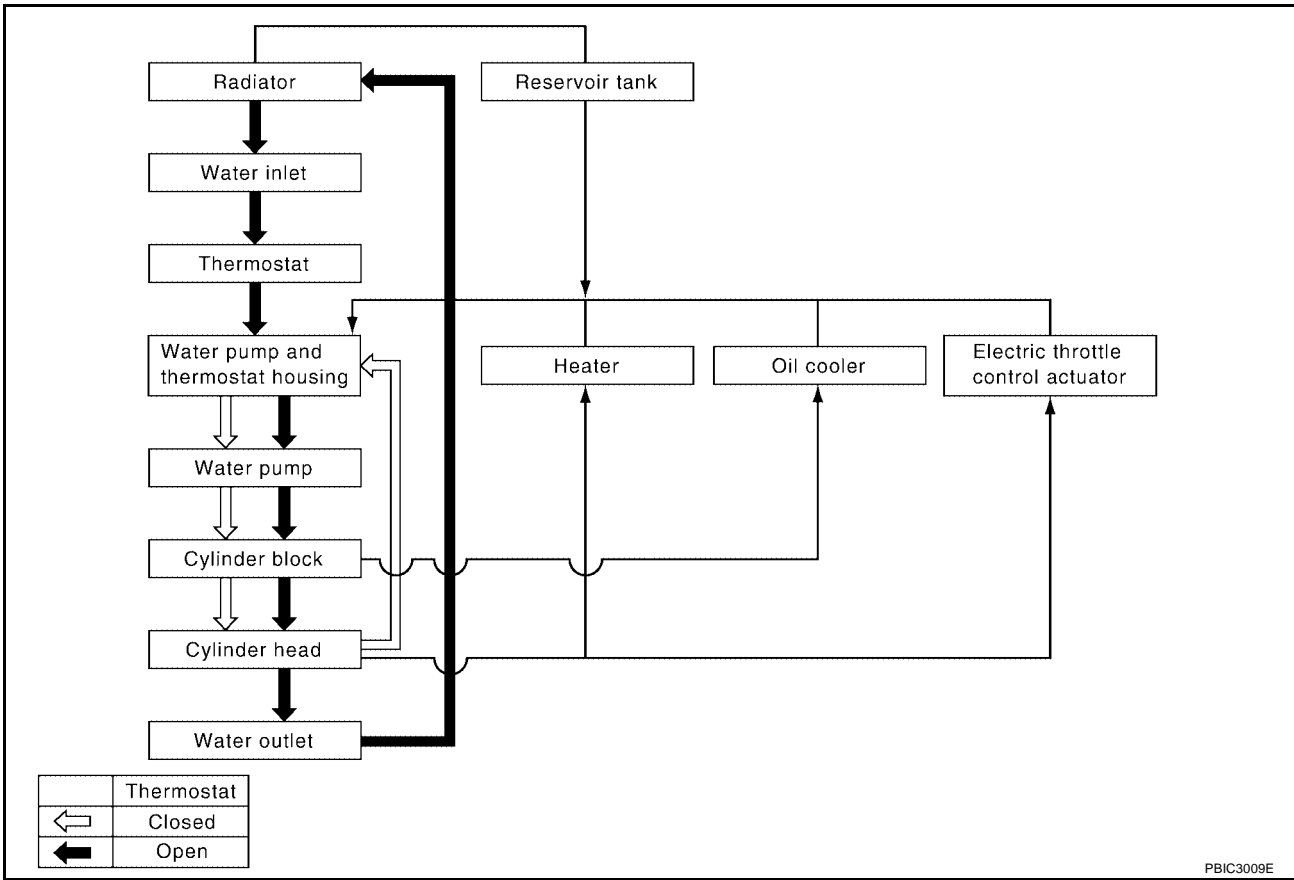 Radiator
Reservoir tank
Water inlet
Thermostat
Water pump and
thermostat housing
Heater
Oil cooler
Electric throttle
control actuator
Water pump
Cylinder block
Cylinder head
Water outlet
Thermostat
Closed
Open
PBIC3009E